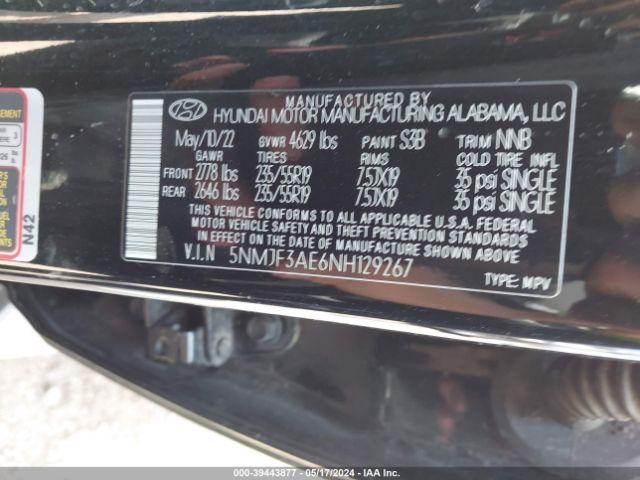 MANUFACTURED BY
HYUNDAI MOTOR MANUFACTURING ALABAMA, LLC
May/10/22 GVWR 4629 lbs PAINT S3B TRIM NNB
GAWR TIRES RIMS COLD TIRE INFL
FRONT 2778 lbs 235/55R19 7.5JX19 35 psi SINGLE
REAR 2646 lbs 235/55R19 7.5JX19 35 psi SINGLE
THIS VEHICLE CONFORMS TO ALL APPLICABLE U.S.A. FEDERAL
MOTOR VEHICLE SAFETY AND THEFT PREVENTION STANDARDS
IN EFFECT ON THE DATE OF MANUFACTURE SHOWN ABOVE
V.I.N 5NMJF3AE6NH129267
TYPE: MPV
N42
000-39443877 - 05/17/2024 - IAAI.COM